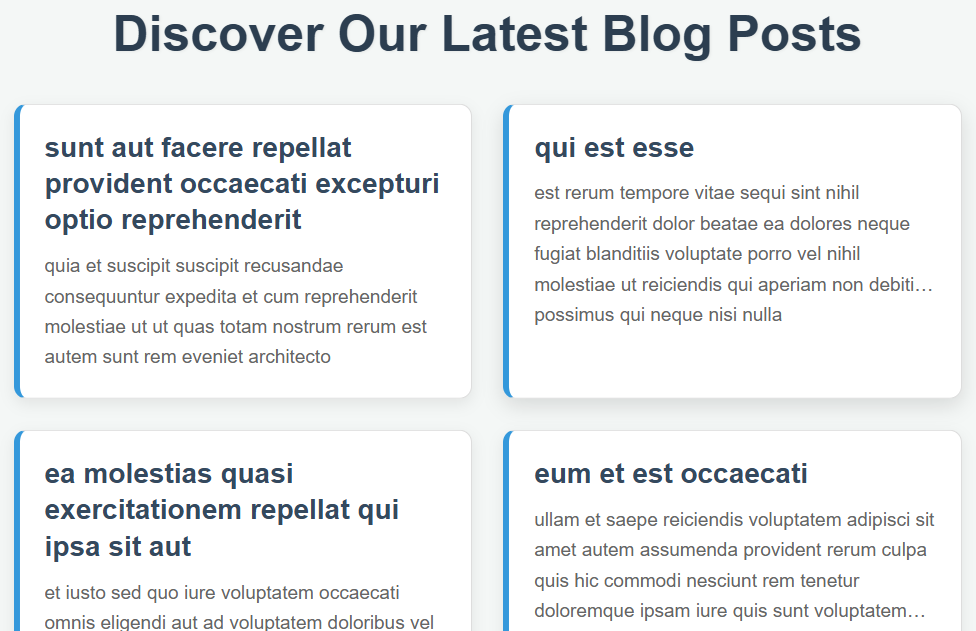 Discover Our Latest Blog Posts
sunt aut facere repellat
provident occaecati excepturi
optio reprehenderit
quia et suscipit suscipit recusandae
consequuntur expedita et cum reprehenderit
molestiae ut ut quas totam nostrum rerum est
autem sunt rem eveniet architecto
qui est esse
est rerum tempore vitae sequi sint nihil
reprehenderit dolor beatae ea dolores neque
fugiat blanditiis voluptate porro vel nihil
molestiae ut reiciendis qui aperiam non debiti…
possimus qui neque nisi nulla
ea molestias quasi
exercitationem repellat qui
ipsa sit aut
et iusto sed quo iure voluptatem occaecati
omnis eligendi aut ad voluptatem doloribus vel
eum et est occaecati
ullam et saepe reiciendis voluptatem adipisci sit
amet autem assumenda provident rerum culpa
quis hic commodi nesciunt rem tenetur
doloremque ipsam iure quis sunt voluptatem…